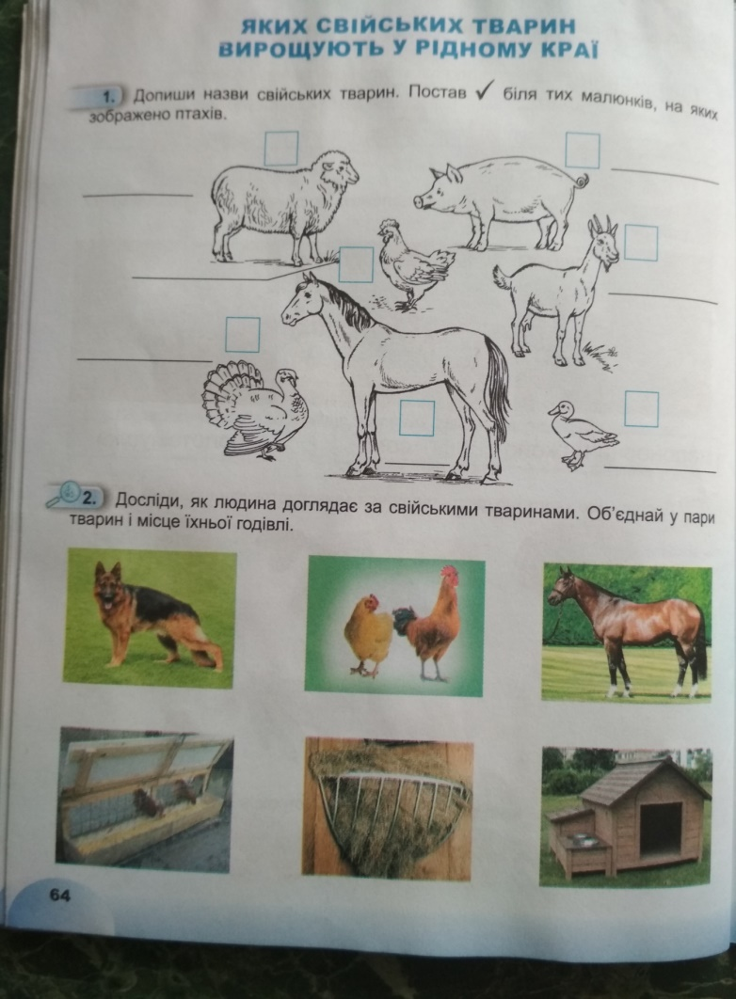 ЯКИХ СВІЙСЬКИХ ТВАРИН
ВИРОЩУЮТЬ У РІДНОМУ КРАЇ
1. Допиши назви свійських тварин. Постав ✓ біля тих малюнків, на яких
зображено птахів.
2. Досліди, як людина доглядає за свійськими тваринами. Об'єднай у пари
тварин і місце їхньої годівлі.
64